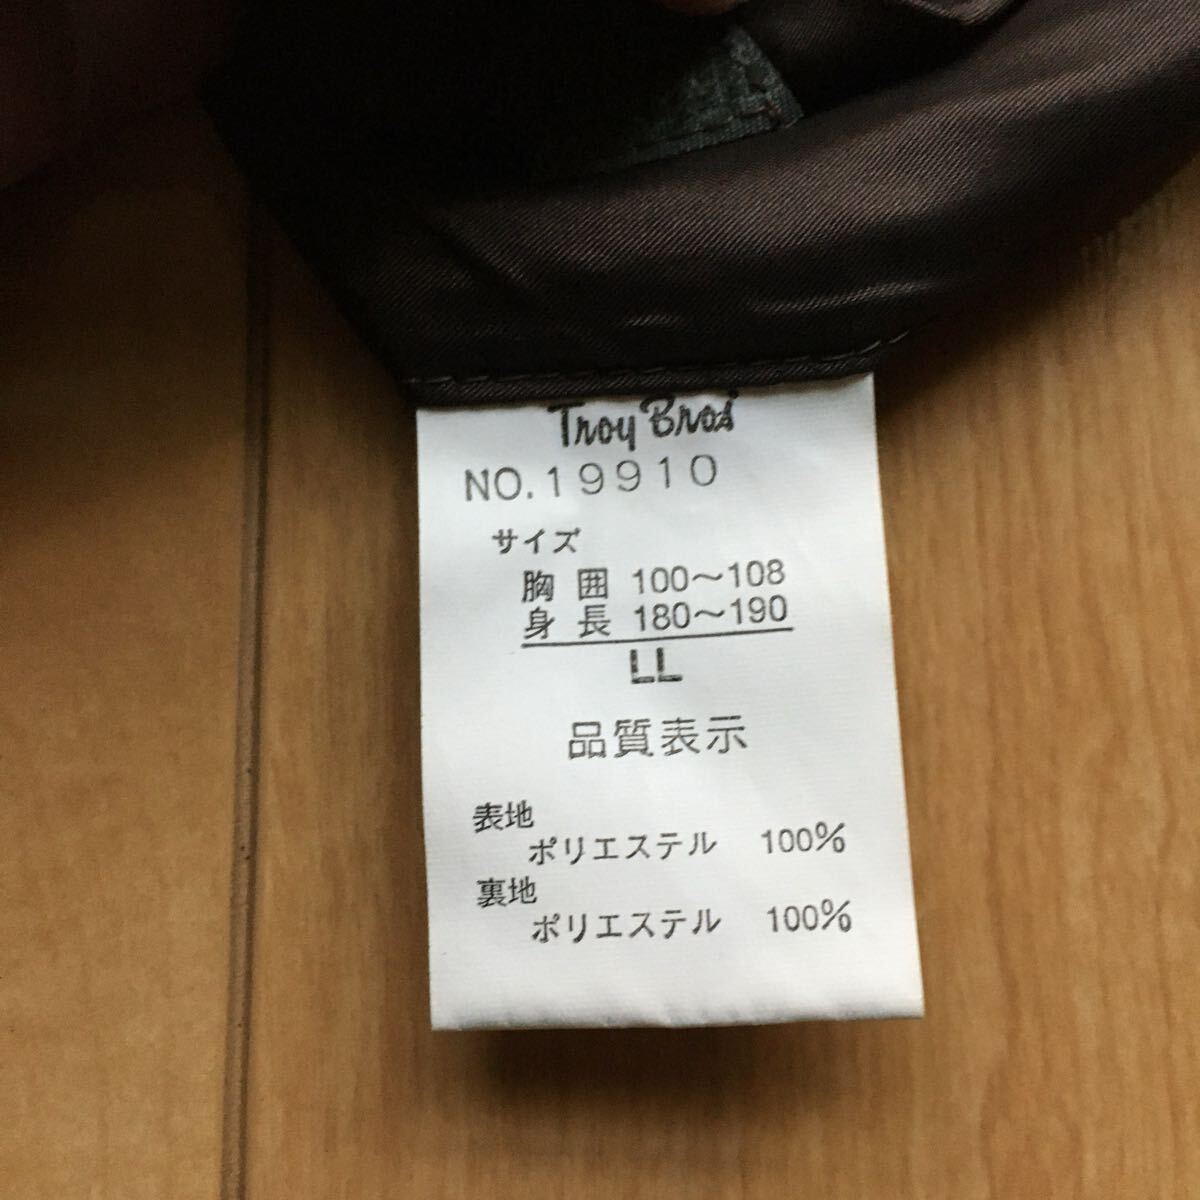 Troy Bros
NO.19910
サイズ
胸囲 100〜108
身長 180〜190
LL
品質表示
表地
ポリエステル 100%
裏地
ポリエステル 100%